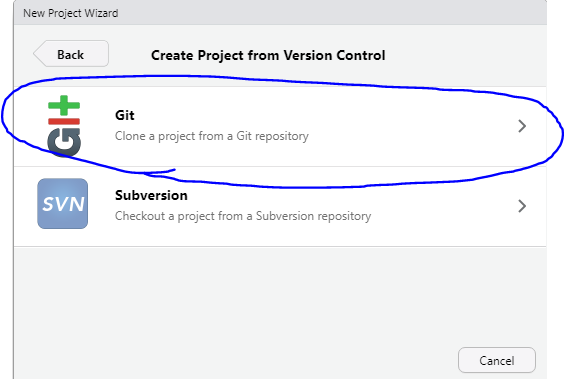 New Project Wizard
Back
Create Project from Version Control
Git
Clone a project from a Git repository
GIT
SVN
Subversion
Checkout a project from a Subversion repository
Cancel